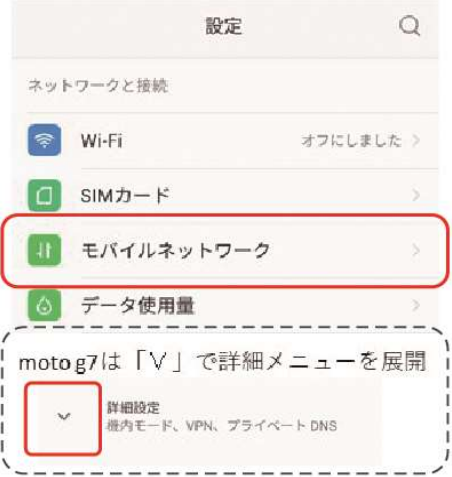 設定
ネットワークと接続
Wi-Fi
オフにしました
SIMカード
モバイルネットワーク
データ使用量
moto g7は「∨」で詳細メニューを展開
詳細設定
機内モード、VPN、プライベート DNS